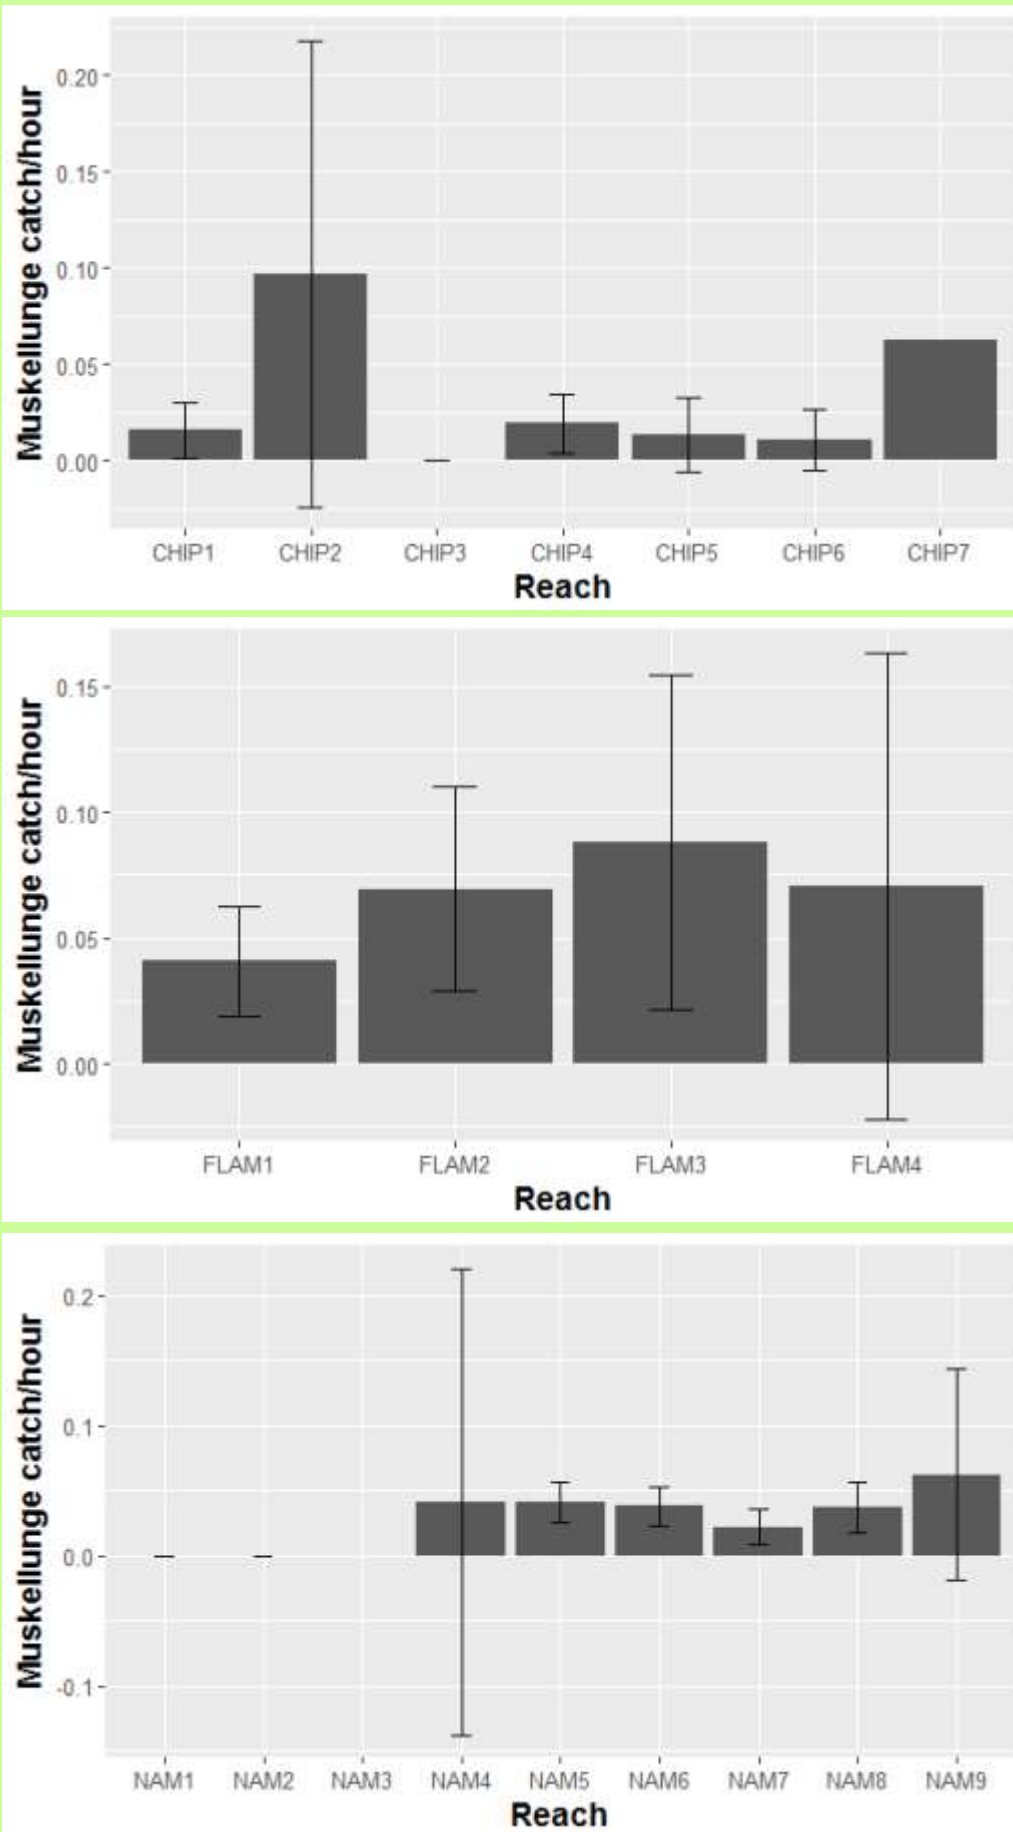 Muskellunge catch/hour
0.20
0.15
0.10
0.05
0.00
CHIP1 CHIP2 CHIP3 CHIP4 CHIP5 CHIP6 CHIP7
Reach
Muskellunge catch/hour
0.15
0.10
0.05
0.00
FLAM1 FLAM2 FLAM3 FLAM4
Reach
Muskellunge catch/hour
0.2
0.1
0.0
-0.1
NAM1 NAM2 NAM3 NAM4 NAM5 NAM6 NAM7 NAM8 NAM9
Reach